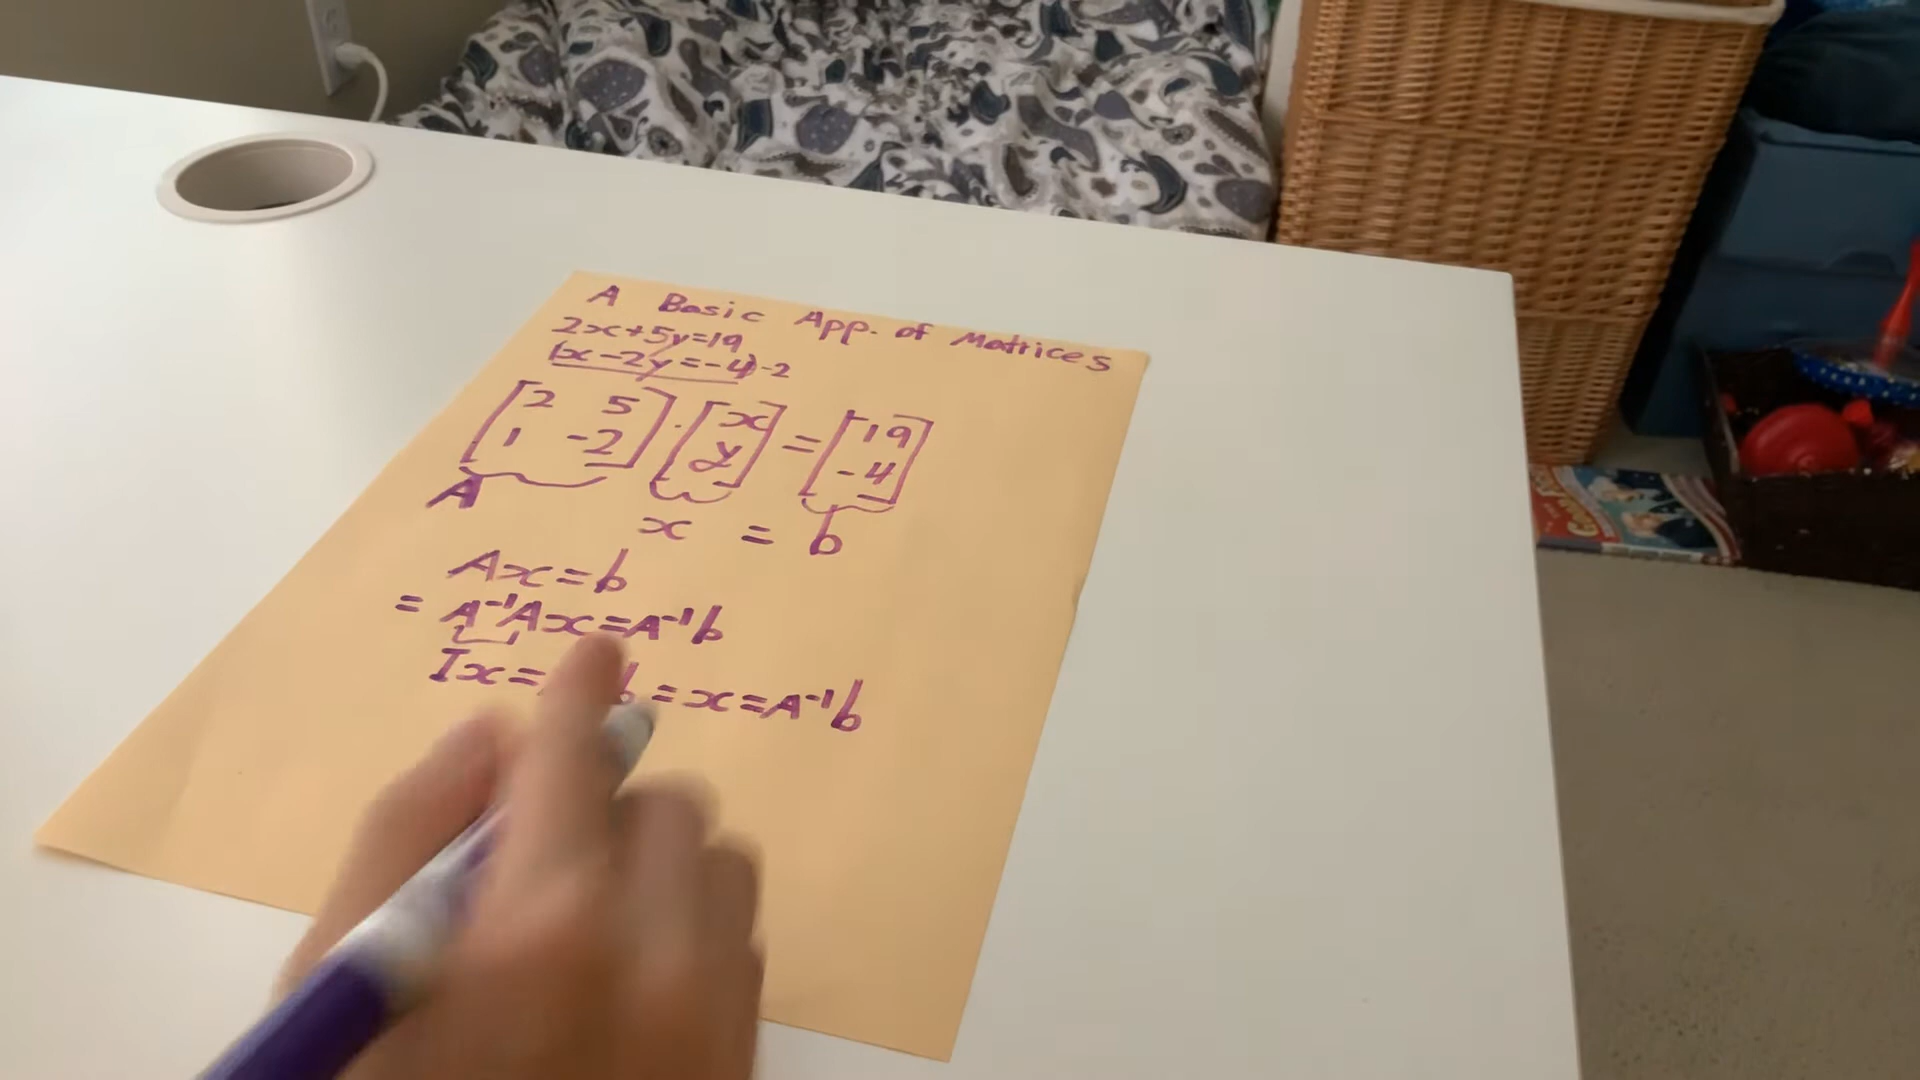 A Basic App. of Matrices
2x+5y=19
(x-2y=-4)-2
[2 5
1 -2] · [x
y] = [19
-4]
A x = b
Ax=b
= A⁻¹Ax=A⁻¹b
Ix= b = x=A⁻¹b